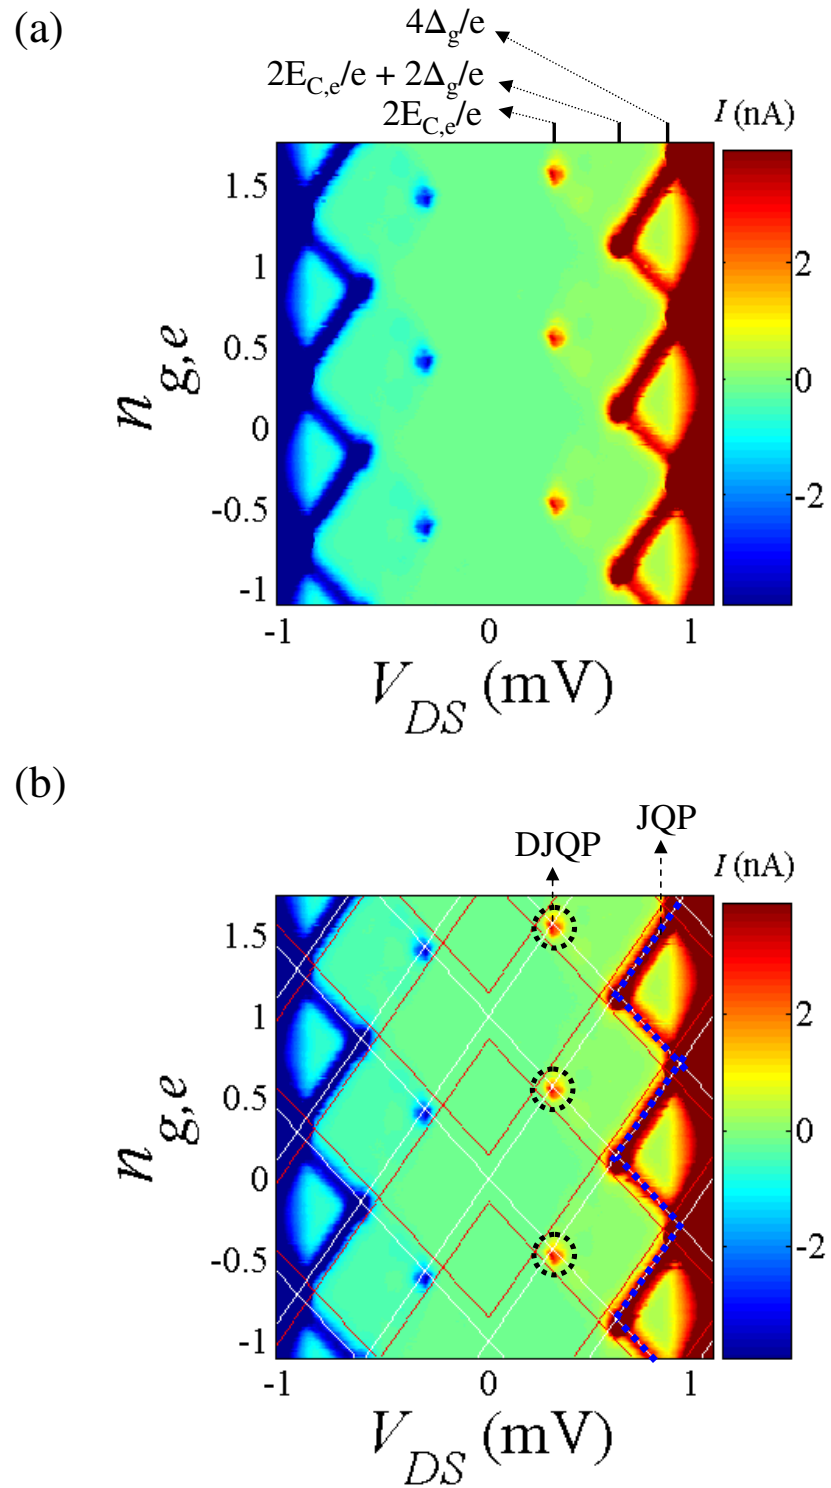 (a)
4Δg/e
2EC,e/e + 2Δg/e
2EC,e/e
I (nA)
1.5
1
0.5
0
-0.5
-1
ng,e
2
0
-2
-1 0 1
VDS (mV)
(b)
JQP
DJQP
I (nA)
1.5
1
0.5
0
-0.5
-1
ng,e
2
0
-2
-1 0 1
VDS (mV)